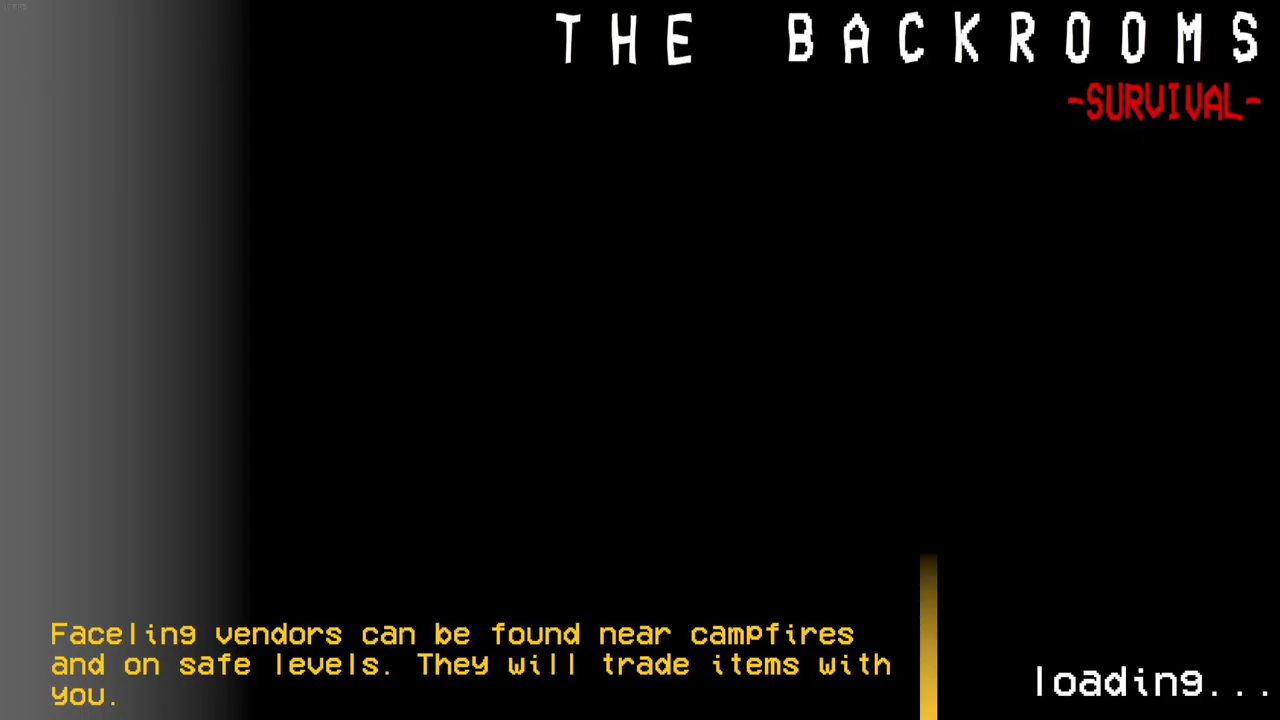 THE BACKROOMS
-SURVIVAL-
Faceling vendors can be found near campfires
and on safe levels. They will trade items with
you.
loading...